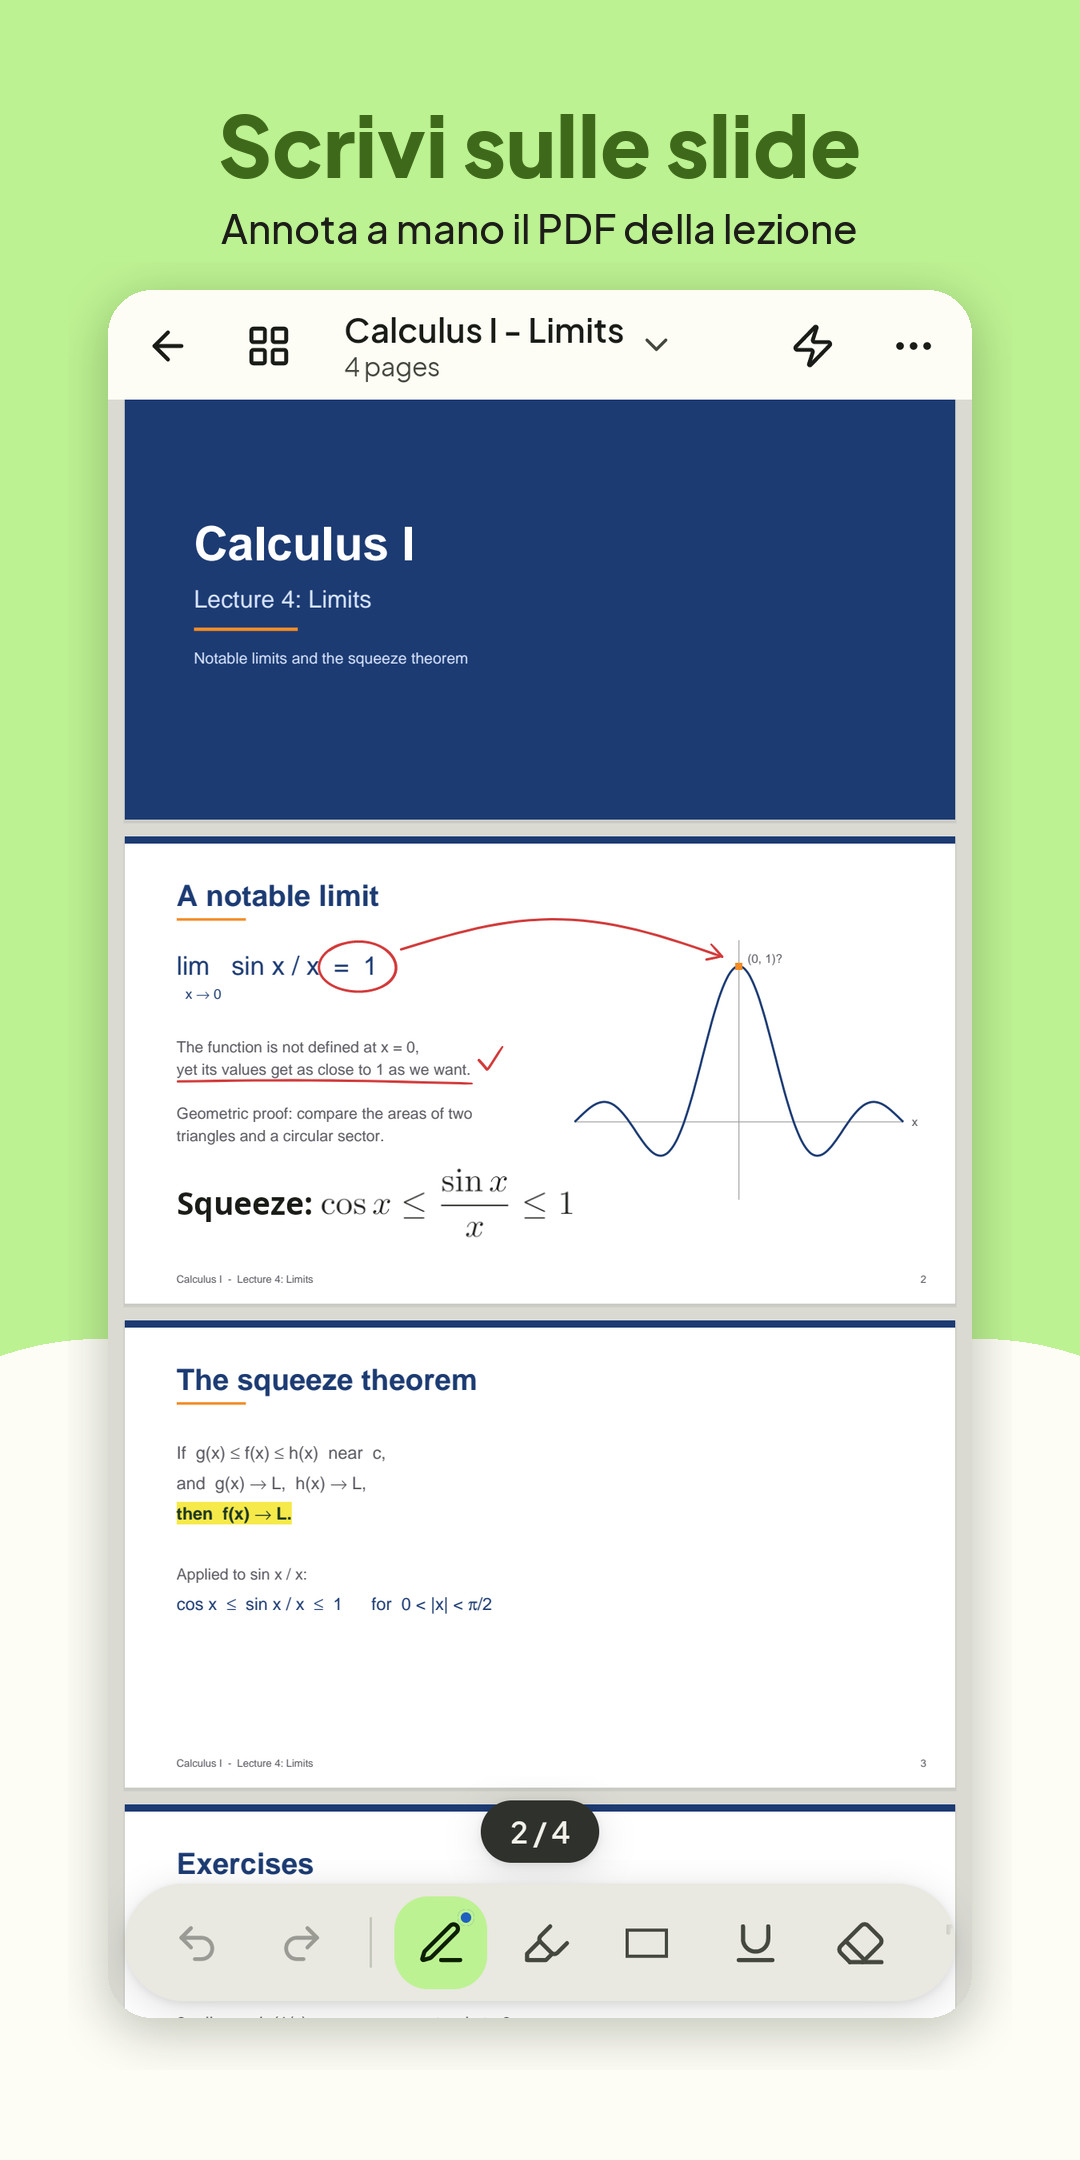 Scrivi sulle slide
Annota a mano il PDF della lezione
Calculus I - Limits
4 pages
Calculus I
Lecture 4: Limits
Notable limits and the squeeze theorem
A notable limit
lim sin x / x = 1
x → 0
(0, 1)?
The function is not defined at x = 0,
yet its values get as close to 1 as we want.
Geometric proof: compare the areas of two
triangles and a circular sector.
x
Squeeze: cos x ≤ sin x / x ≤ 1
Calculus I - Lecture 4: Limits
2
The squeeze theorem
If g(x) ≤ f(x) ≤ h(x) near c,
and g(x) → L, h(x) → L,
then f(x) → L.
Applied to sin x / x:
cos x ≤ sin x / x ≤ 1 for 0 < |x| < π/2
Calculus I - Lecture 4: Limits
3
2 / 4
Exercises